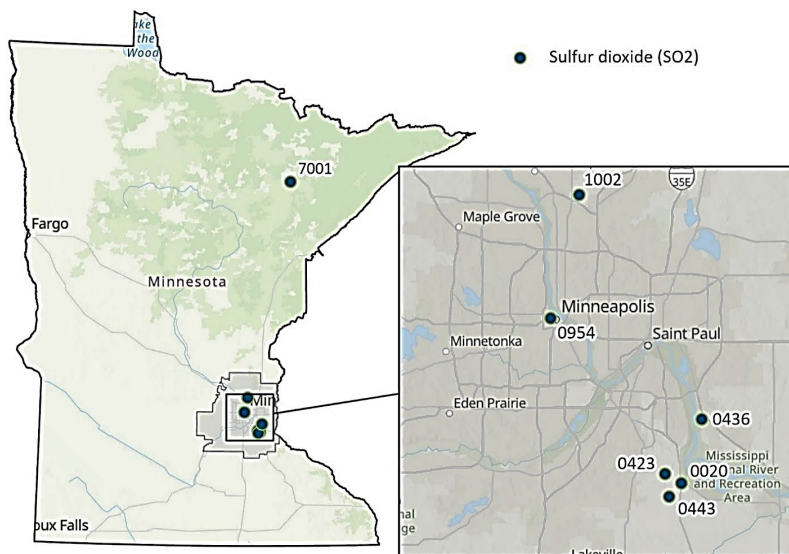 ake
the
Wood
Sulfur dioxide (SO2)
7001
1002
35E
Fargo
Maple Grove
Minnesota
Minneapolis
0954
Saint Paul
Minnetonka
Min
Eden Prairie
0436
0423
0020
Mississippi
nal River
and Recreation
Area
0443
nal
ge
oux Falls
Lakeville